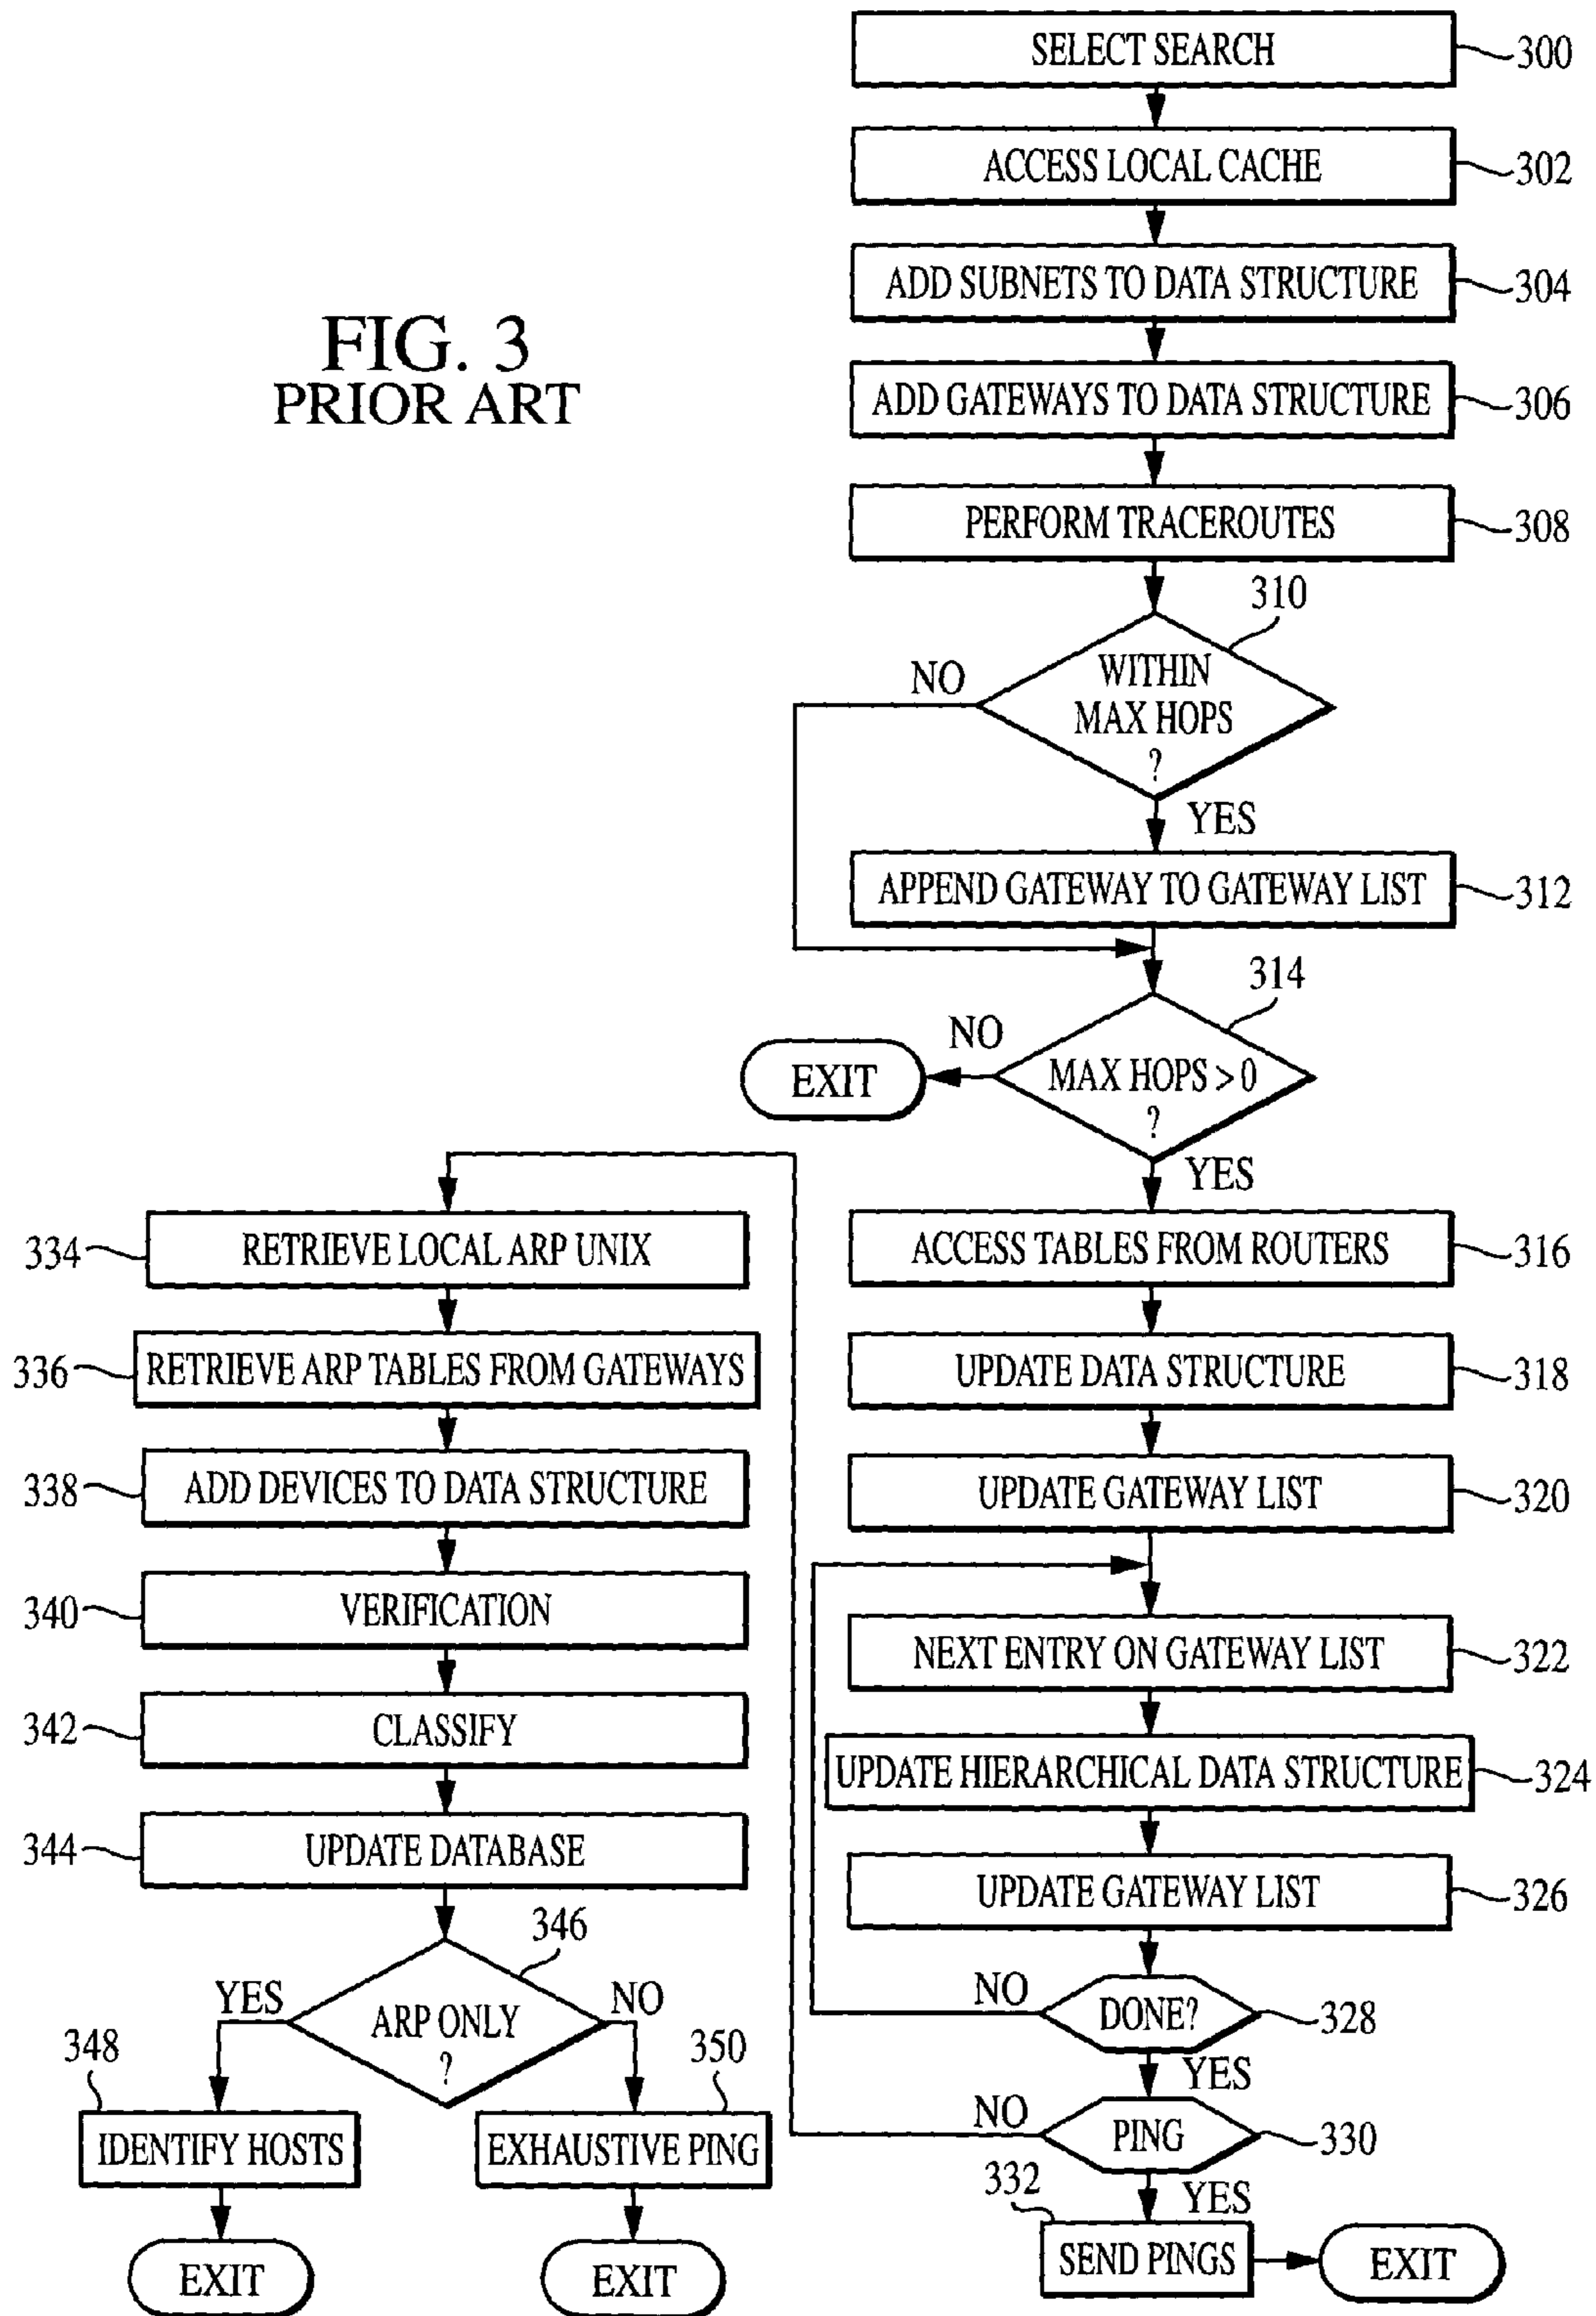 FIG. 3
PRIOR ART
SELECT SEARCH
300
ACCESS LOCAL CACHE
302
ADD SUBNETS TO DATA STRUCTURE
304
ADD GATEWAYS TO DATA STRUCTURE
306
PERFORM TRACEROUTES
308
310
WITHIN
MAX HOPS
?
NO
YES
APPEND GATEWAY TO GATEWAY LIST
312
314
MAX HOPS > 0
?
NO
EXIT
YES
ACCESS TABLES FROM ROUTERS
316
UPDATE DATA STRUCTURE
318
UPDATE GATEWAY LIST
320
NEXT ENTRY ON GATEWAY LIST
322
UPDATE HIERARCHICAL DATA STRUCTURE
324
UPDATE GATEWAY LIST
326
NO
DONE?
328
YES
NO
PING
330
332
YES
SEND PINGS
EXIT
334
RETRIEVE LOCAL ARP UNIX
336
RETRIEVE ARP TABLES FROM GATEWAYS
338
ADD DEVICES TO DATA STRUCTURE
340
VERIFICATION
342
CLASSIFY
344
UPDATE DATABASE
346
YES
ARP ONLY
?
NO
348
IDENTIFY HOSTS
EXIT
350
EXHAUSTIVE PING
EXIT